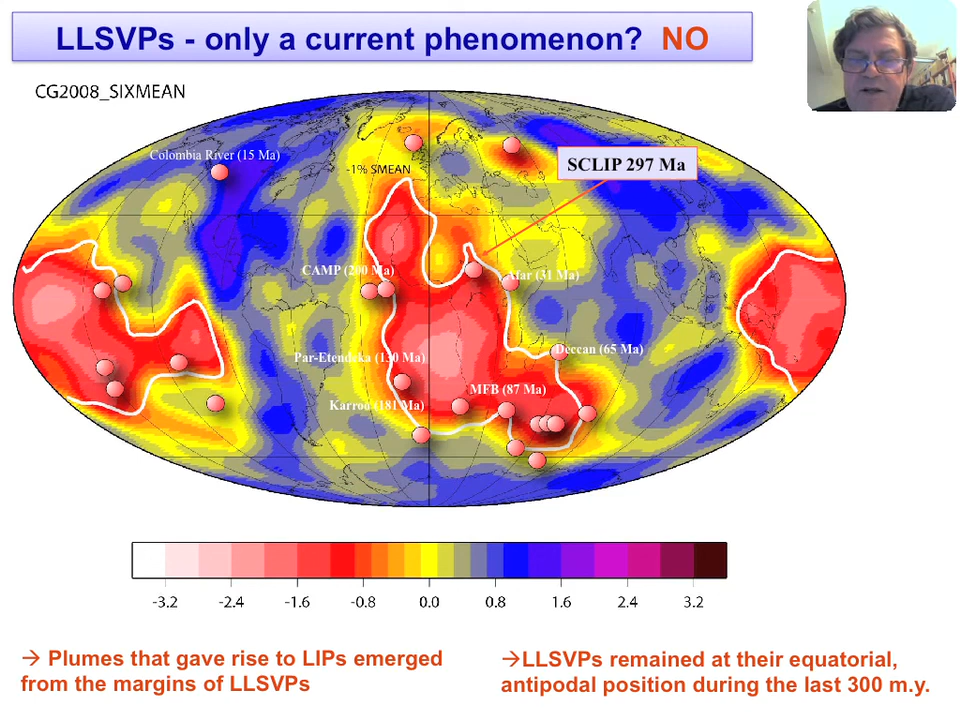 LLSVPs - only a current phenomenon? NO
CG2008_SIXMEAN
Colombia River (15 Ma)
-1% SMEAN
SCLIP 297 Ma
CAMP (200 Ma)
Afar (31 Ma)
Par-Etendeka (130 Ma)
Deccan (65 Ma)
MFB (87 Ma)
Karroo (181 Ma)
-3.2 -2.4 -1.6 -0.8 0.0 0.8 1.6 2.4 3.2
→ Plumes that gave rise to LIPs emerged
from the margins of LLSVPs
→LLSVPs remained at their equatorial,
antipodal position during the last 300 m.y.